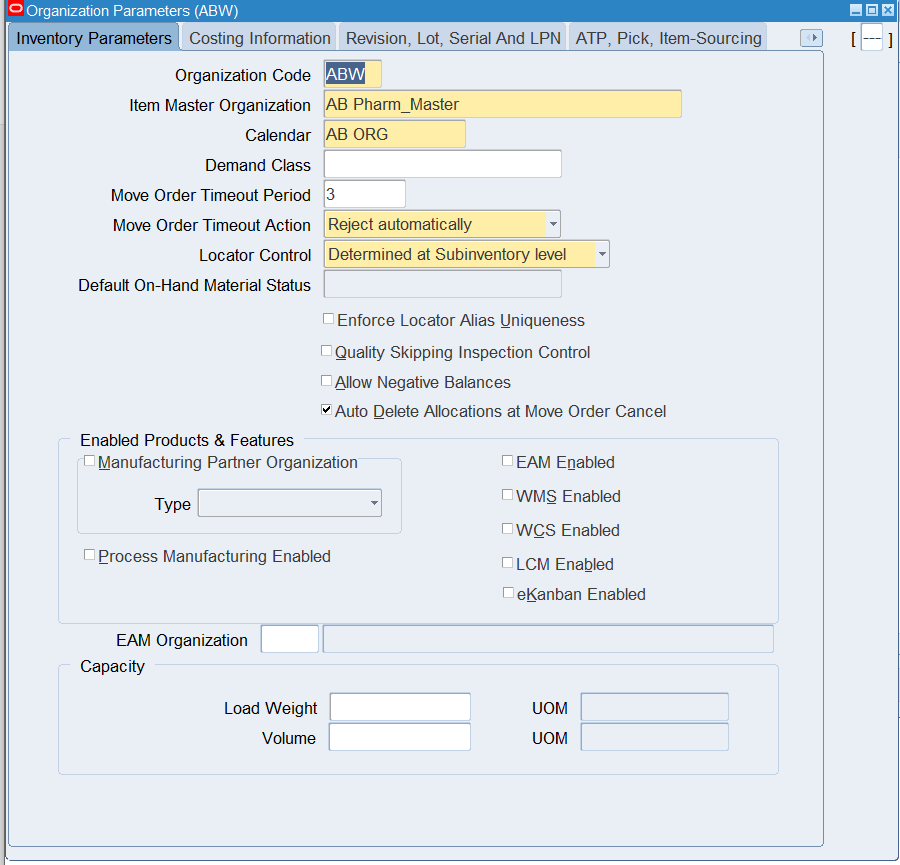 Organization Parameters (ABW)
Inventory Parameters Costing Information Revision, Lot, Serial And LPN ATP, Pick, Item-Sourcing [ --- ]
Organization Code ABW
Item Master Organization AB Pharm_Master
Calendar AB ORG
Demand Class
Move Order Timeout Period 3
Move Order Timeout Action Reject automatically
Locator Control Determined at Subinventory level
Default On-Hand Material Status
Enforce Locator Alias Uniqueness
Quality Skipping Inspection Control
Allow Negative Balances
Auto Delete Allocations at Move Order Cancel
Enabled Products & Features
Manufacturing Partner Organization EAM Enabled
Type WMS Enabled
WCS Enabled
Process Manufacturing Enabled LCM Enabled
eKanban Enabled
EAM Organization
Capacity
Load Weight UOM
Volume UOM